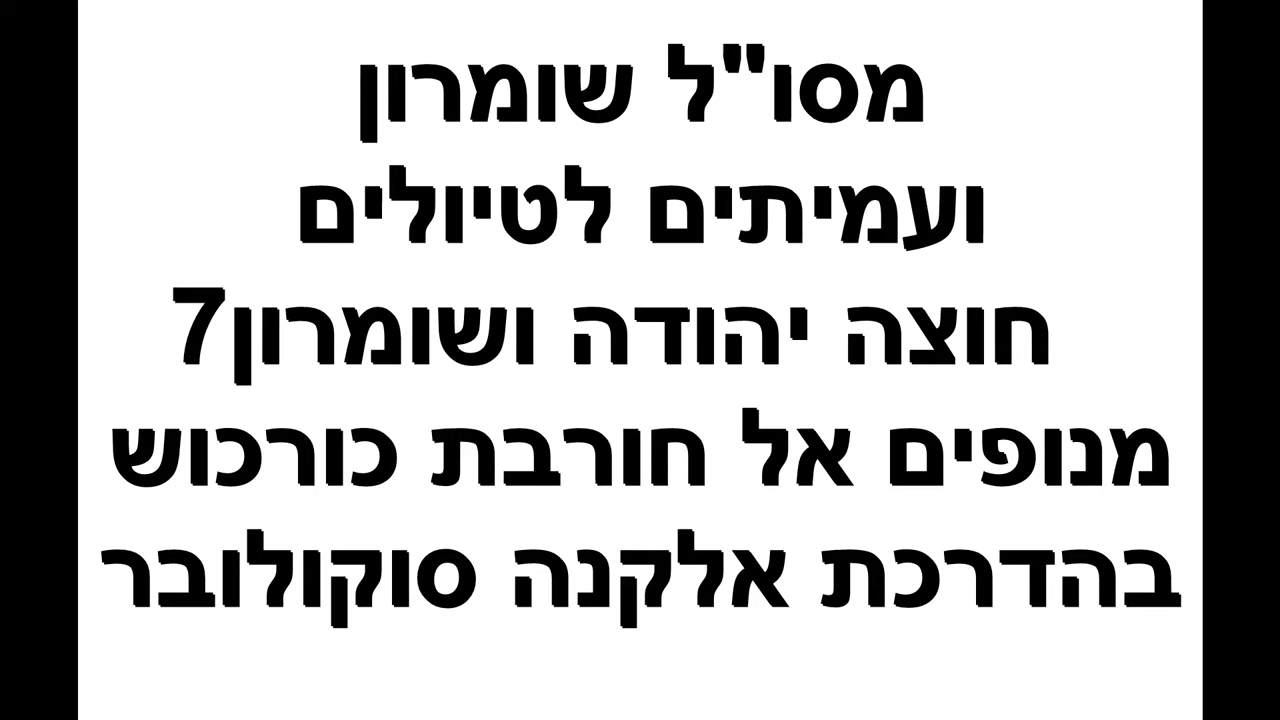 מסו"ל שומרון
ועמיתים לטיולים
חוצה יהודה ושומרון7
מנופים אל חורבת כורכוש
בהדרכת אלקנה סוקולובר